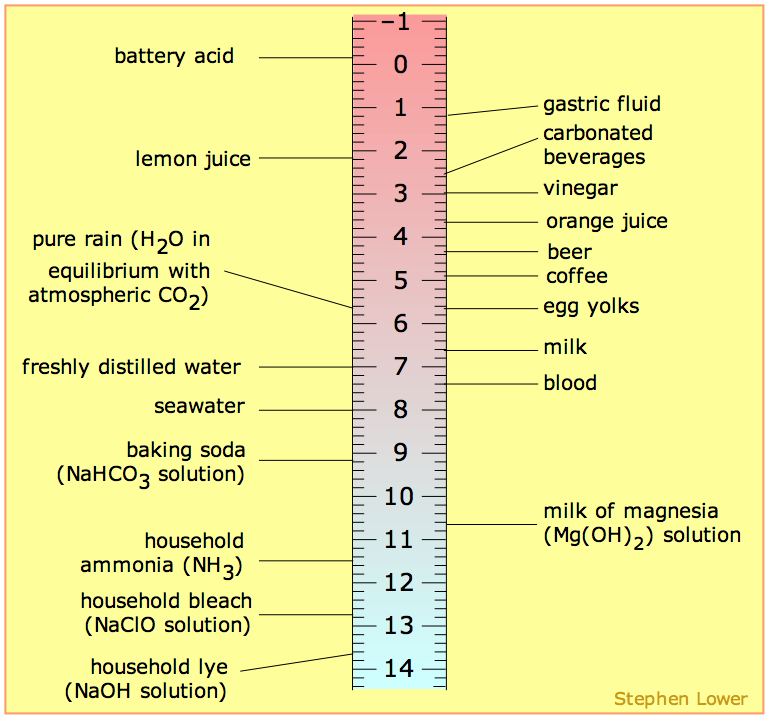 battery acid
lemon juice
pure rain (H₂O in
equilibrium with
atmospheric CO₂)
freshly distilled water
seawater
baking soda
(NaHCO₃ solution)
household
ammonia (NH₃)
household bleach
(NaClO solution)
household lye
(NaOH solution)
−1
0
1
2
3
4
5
6
7
8
9
10
11
12
13
14
gastric fluid
carbonated
beverages
vinegar
orange juice
beer
coffee
egg yolks
milk
blood
milk of magnesia
(Mg(OH)₂) solution
Stephen Lower